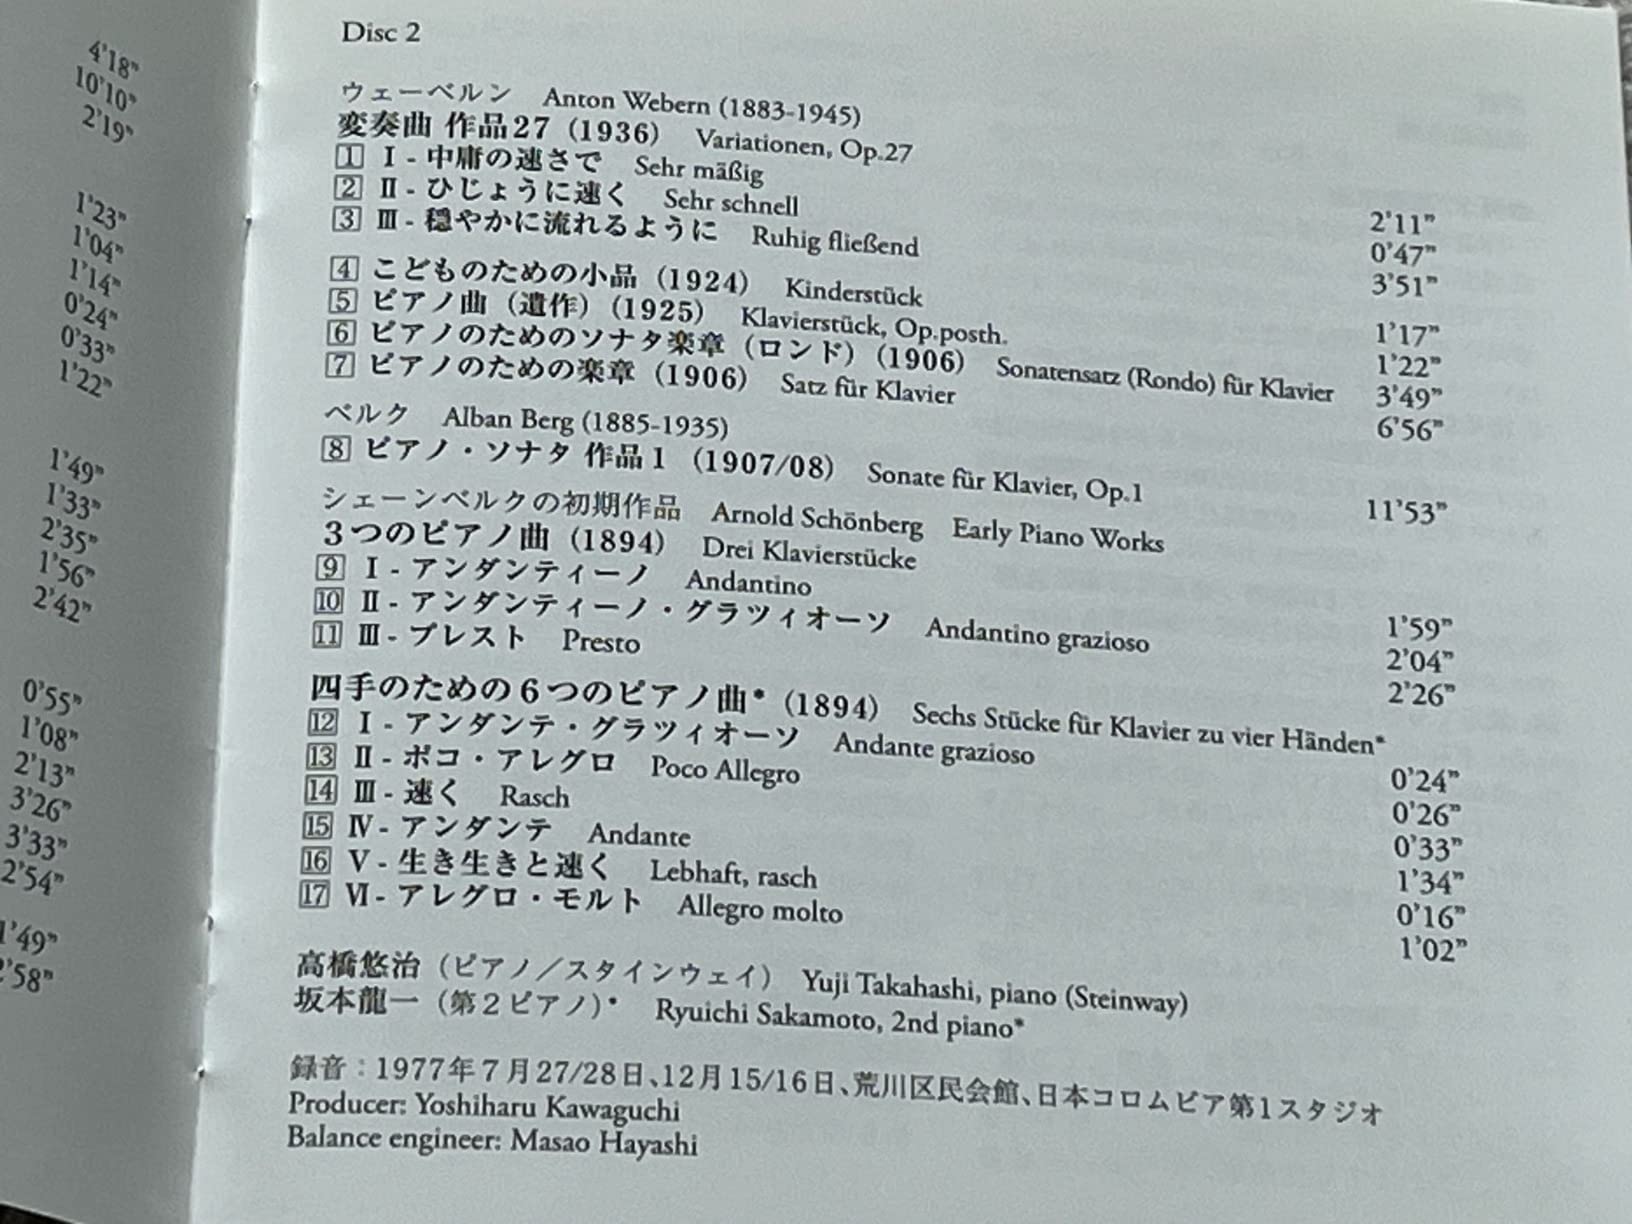 4'18"
10'10"
2'19"
1'23"
1'04"
1'14"
0'24"
0'33"
1'22"
1'49"
1'33"
2'35"
1'56"
2'42"
0'55"
1'08"
2'13"
3'26"
3'33"
2'54"
1'49"
2'58"
Disc 2
ウェーベルン Anton Webern (1883-1945)
変奏曲 作品27（1936） Variationen, Op.27
1 Ⅰ-中庸の速さで Sehr mäßig 2'11"
2 Ⅱ-ひじょうに速く Sehr schnell 0'47"
3 Ⅲ-穏やかに流れるように Ruhig fließend 3'51"
4 こどものための小品（1924） Kinderstück 1'17"
5 ピアノ曲（遺作）（1925） Klavierstück, Op.posth. 1'22"
6 ピアノのためのソナタ楽章（ロンド）（1906） Sonatensatz (Rondo) für Klavier 3'49"
7 ピアノのための楽章（1906） Satz für Klavier 6'56"
ベルク Alban Berg (1885-1935)
8 ピアノ・ソナタ 作品1（1907/08） Sonate für Klavier, Op.1 11'53"
シェーンベルクの初期作品 Arnold Schönberg Early Piano Works
3つのピアノ曲（1894） Drei Klavierstücke
9 Ⅰ-アンダンティーノ Andantino 1'59"
10 Ⅱ-アンダンティーノ・グラツィオーソ Andantino grazioso 2'04"
11 Ⅲ-プレスト Presto 2'26"
四手のための6つのピアノ曲*（1894） Sechs Stücke für Klavier zu vier Händen*
12 Ⅰ-アンダンテ・グラツィオーソ Andante grazioso 0'24"
13 Ⅱ-ポコ・アレグロ Poco Allegro 0'26"
14 Ⅲ-速く Rasch 0'33"
15 Ⅳ-アンダンテ Andante 1'34"
16 Ⅴ-生き生きと速く Lebhaft, rasch 0'16"
17 Ⅵ-アレグロ・モルト Allegro molto 1'02"
高橋悠治（ピアノ／スタインウェイ） Yuji Takahashi, piano (Steinway)
坂本龍一（第2ピアノ）* Ryuichi Sakamoto, 2nd piano*
録音：1977年7月27/28日、12月15/16日、荒川区民会館、日本コロムビア第1スタジオ
Producer: Yoshiharu Kawaguchi
Balance engineer: Masao Hayashi